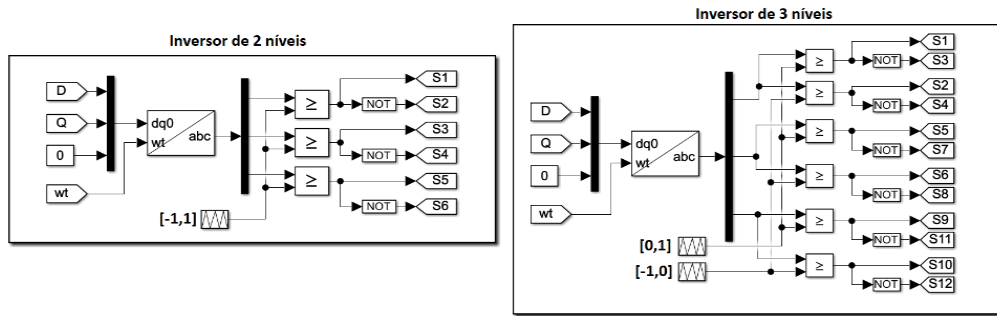 Inversor de 2 níveis
D
Q
0
wt
dq0
wt
abc
[-1,1]
≥
≥
≥
NOT
NOT
NOT
S1
S2
S3
S4
S5
S6
Inversor de 3 níveis
D
Q
0
wt
dq0
wt
abc
[0,1]
[-1,0]
≥
≥
≥
≥
≥
≥
NOT
NOT
NOT
NOT
NOT
NOT
S1
S3
S2
S4
S5
S7
S6
S8
S9
S11
S10
S12